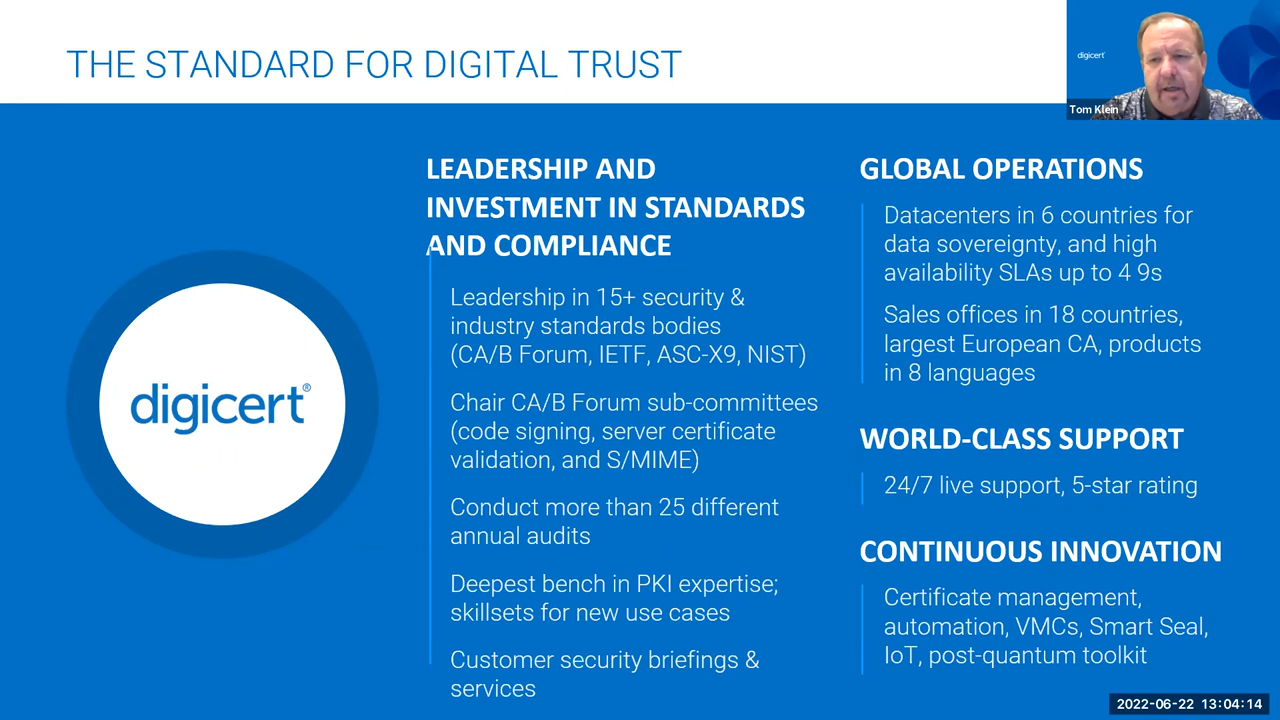 THE STANDARD FOR DIGITAL TRUST
digicert
Tom Klein
digicert®
LEADERSHIP AND
INVESTMENT IN STANDARDS
AND COMPLIANCE
Leadership in 15+ security &
industry standards bodies
(CA/B Forum, IETF, ASC-X9, NIST)
Chair CA/B Forum sub-committees
(code signing, server certificate
validation, and S/MIME)
Conduct more than 25 different
annual audits
Deepest bench in PKI expertise;
skillsets for new use cases
Customer security briefings &
services
GLOBAL OPERATIONS
Datacenters in 6 countries for
data sovereignty, and high
availability SLAs up to 4 9s
Sales offices in 18 countries,
largest European CA, products
in 8 languages
WORLD-CLASS SUPPORT
24/7 live support, 5-star rating
CONTINUOUS INNOVATION
Certificate management,
automation, VMCs, Smart Seal,
IoT, post-quantum toolkit
2022-06-22 13:04:14